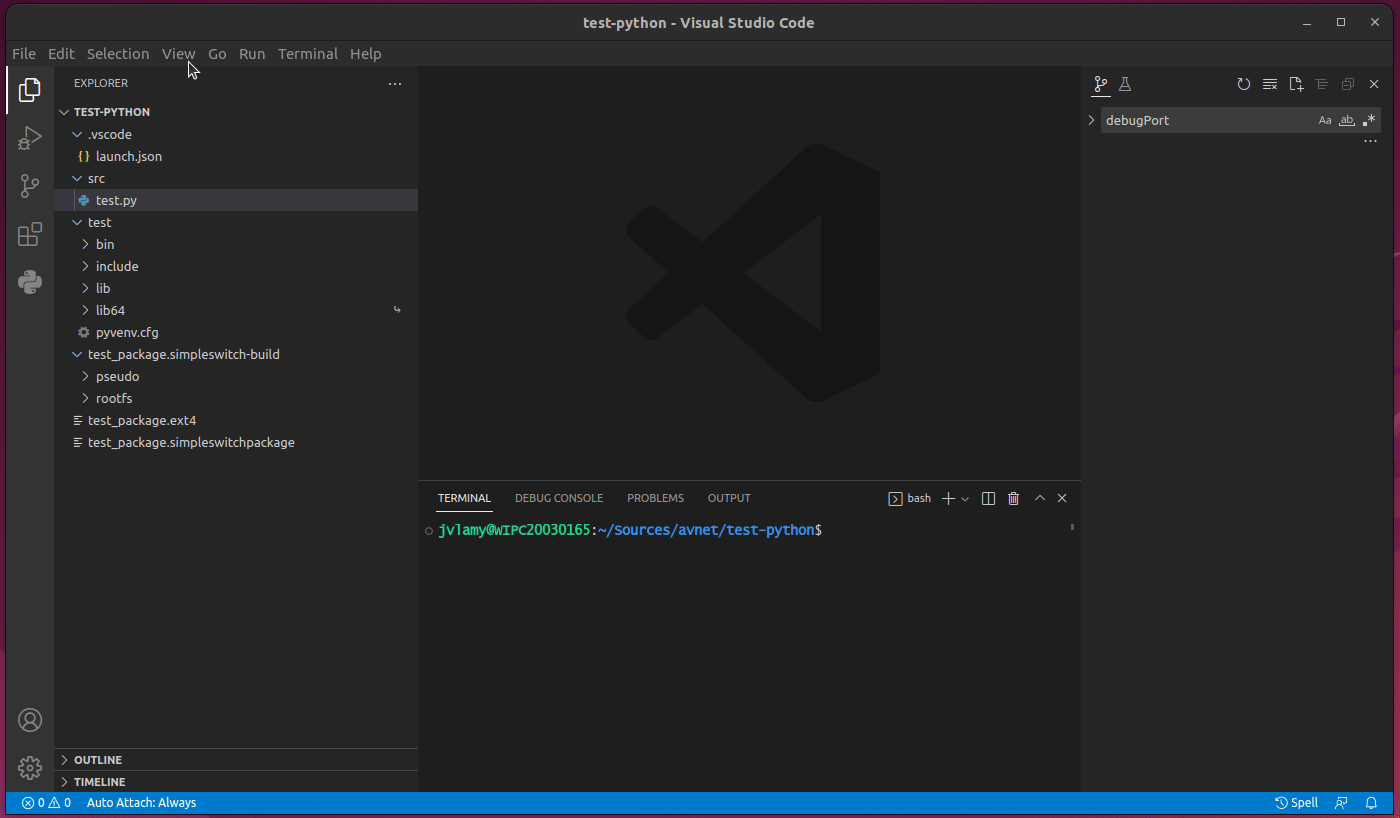 test-python - Visual Studio Code
File Edit Selection View Go Run Terminal Help
EXPLORER
TEST-PYTHON
.vscode
{} launch.json
src
test.py
test
bin
include
lib
lib64
pyvenv.cfg
test_package.simpleswitch-build
pseudo
rootfs
test_package.ext4
test_package.simpleswitchpackage
OUTLINE
TIMELINE
debugPort Aa ab .*
TERMINAL DEBUG CONSOLE PROBLEMS OUTPUT bash
jvlamy@WIPC20030165:~/Sources/avnet/test-python$
0 0 Auto Attach: Always Spell